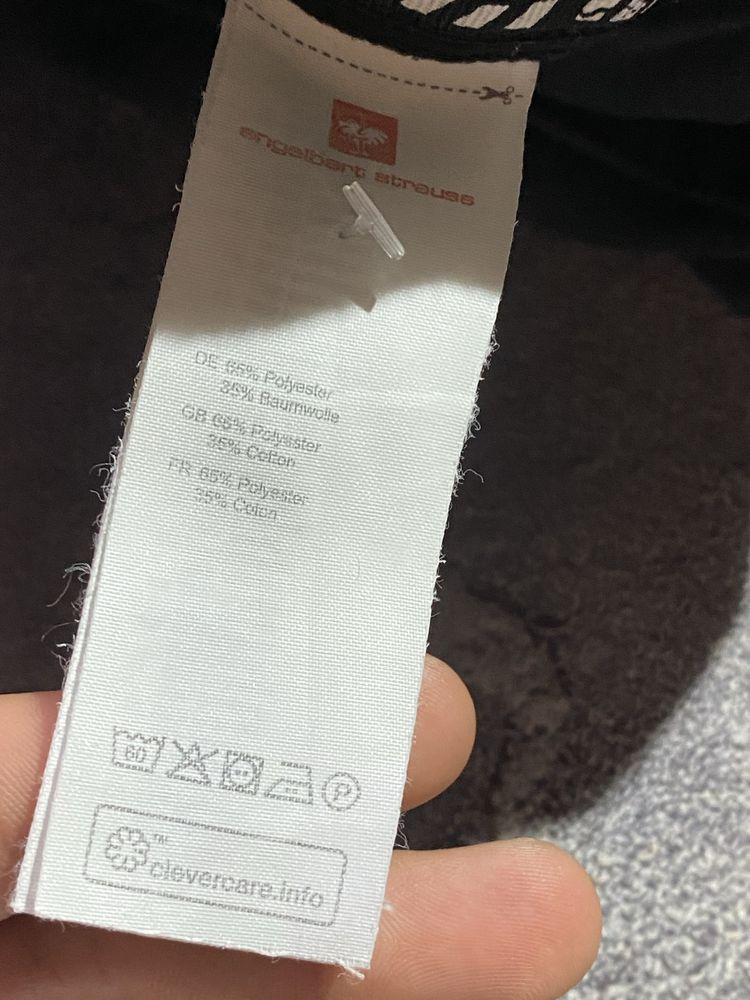 engelbert strauss
DE 65% Polyester
35% Baumwolle
GB 65% Polyester
35% Cotton
FR 65% Polyester
35% Coton
60
P
™
clevercare.info